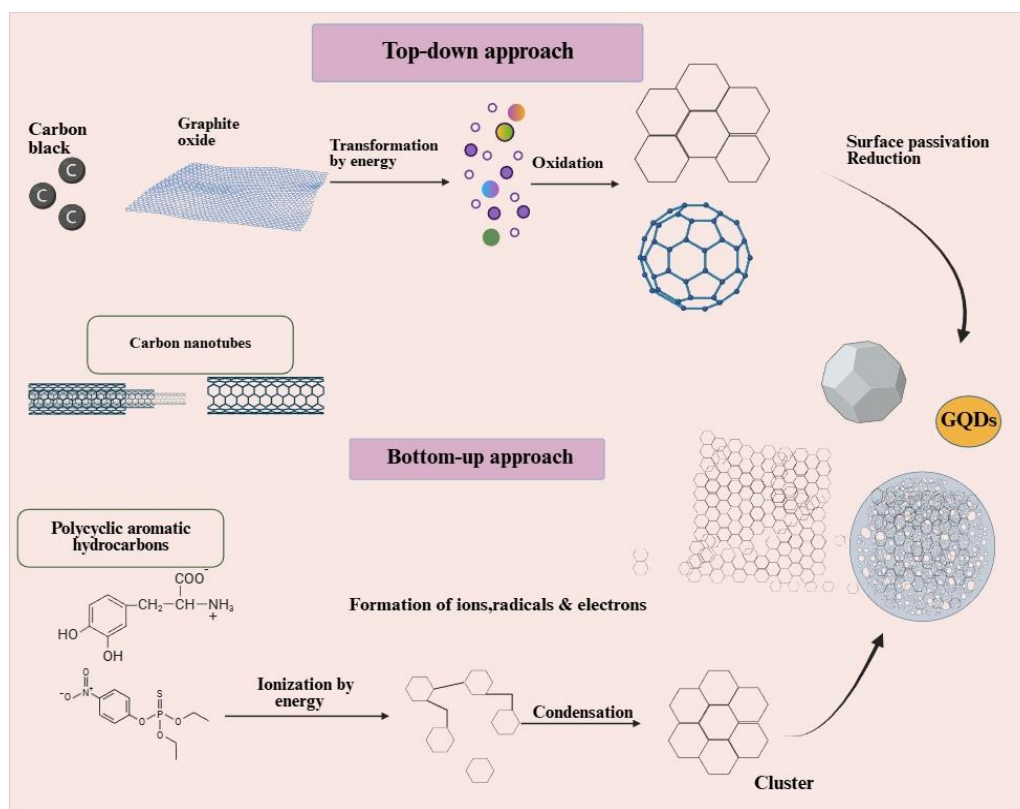 Top-down approach
Carbon
black
Graphite
oxide
Transformation
by energy
Oxidation
Surface passivation
Reduction
C
C
C
Carbon nanotubes
GQDs
Bottom-up approach
Polycyclic aromatic
hydrocarbons
COO⁻
CH₂-CH-NH₃
+
HO
OH
Formation of ions,radicals & electrons
O
⁻O N⁺ S
O P O
O
Ionization by
energy
Condensation
Cluster